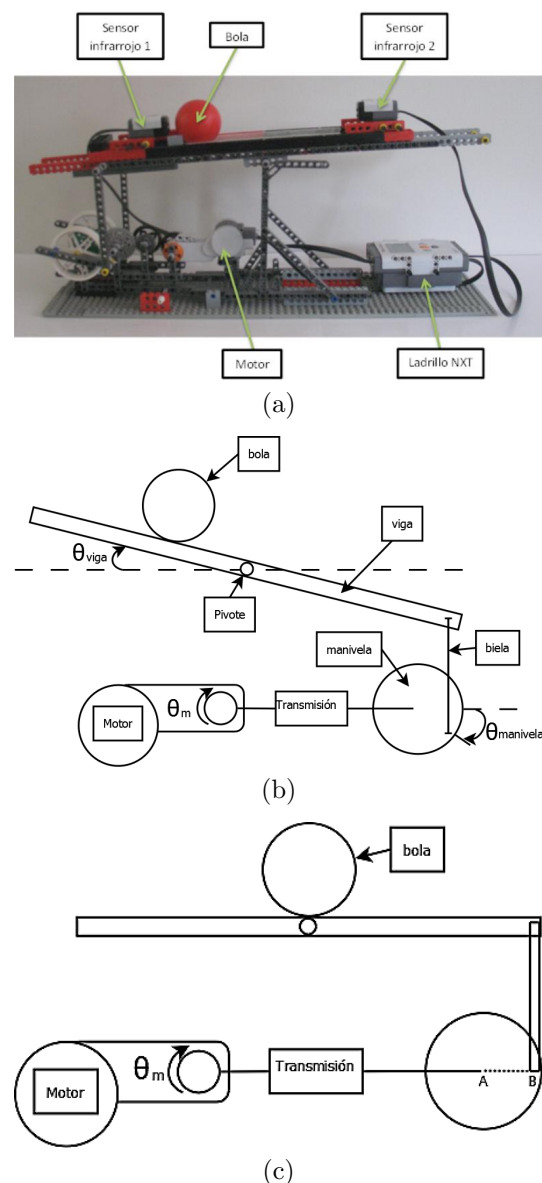 Sensor
infrarrojo 1
Bola
Sensor
infrarrojo 2
Motor
Ladrillo NXT
(a)
bola
θviga
viga
Pivote
manivela
biela
Motor
θm
Transmisión
θmanivela
(b)
bola
Motor
θm
Transmisión
A
B
(c)